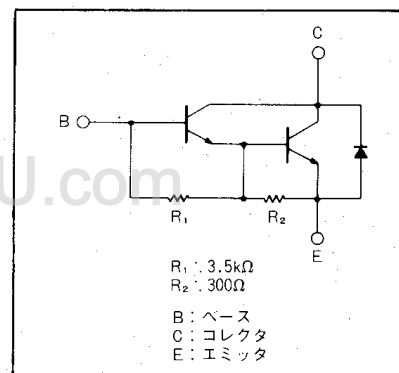 C
B
U.com
R₁
R₂
E
R₁ : 3.5kΩ
R₂ : 300Ω
B : ベース
C : コレクタ
E : エミッタ